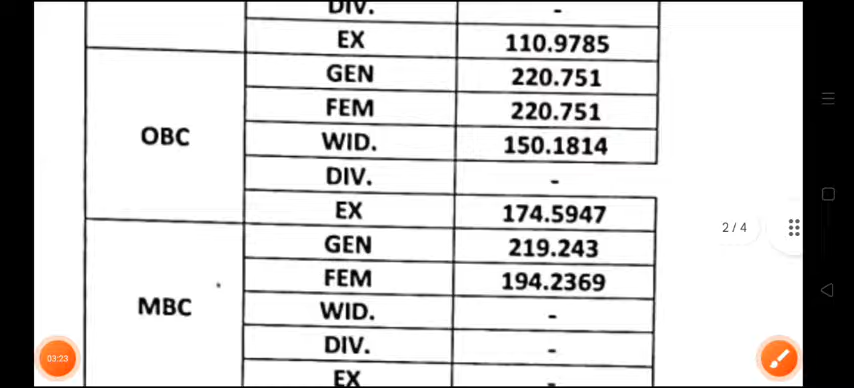 DIV. -
EX 110.9785
OBC GEN 220.751
FEM 220.751
WID. 150.1814
DIV. -
EX 174.5947
MBC GEN 219.243
FEM 194.2369
WID. -
DIV. -
EX -
2/4
03:23